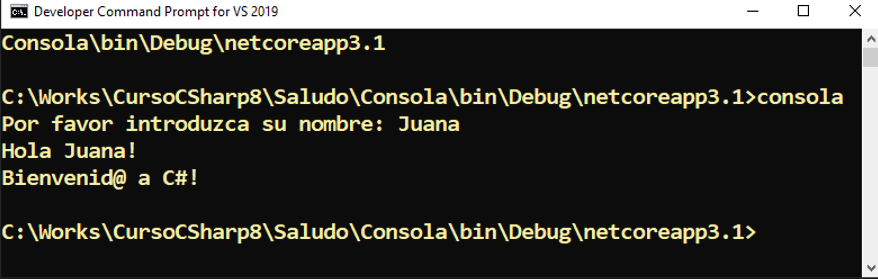 Developer Command Prompt for VS 2019
Consola\bin\Debug\netcoreapp3.1
C:\Works\CursoCSharp8\Saludo\Consola\bin\Debug\netcoreapp3.1>consola
Por favor introduzca su nombre: Juana
Hola Juana!
Bienvenid@ a C#!
C:\Works\CursoCSharp8\Saludo\Consola\bin\Debug\netcoreapp3.1>